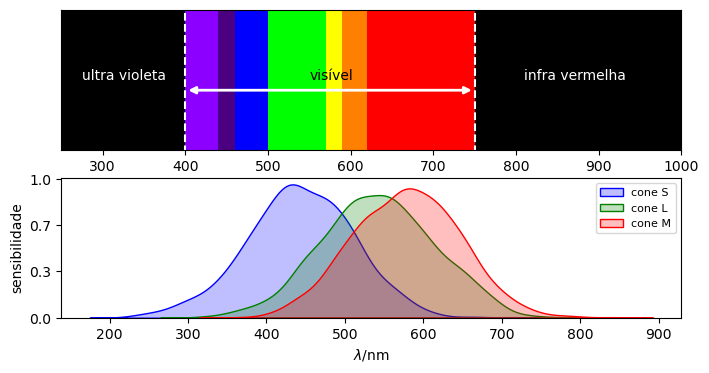 ultra violeta
visível
infra vermelha
300 400 500 600 700 800 900 1000
1.0
0.7
0.3
0.0
sensibilidade
cone S
cone L
cone M
200 300 400 500 600 700 800 900
λ/nm